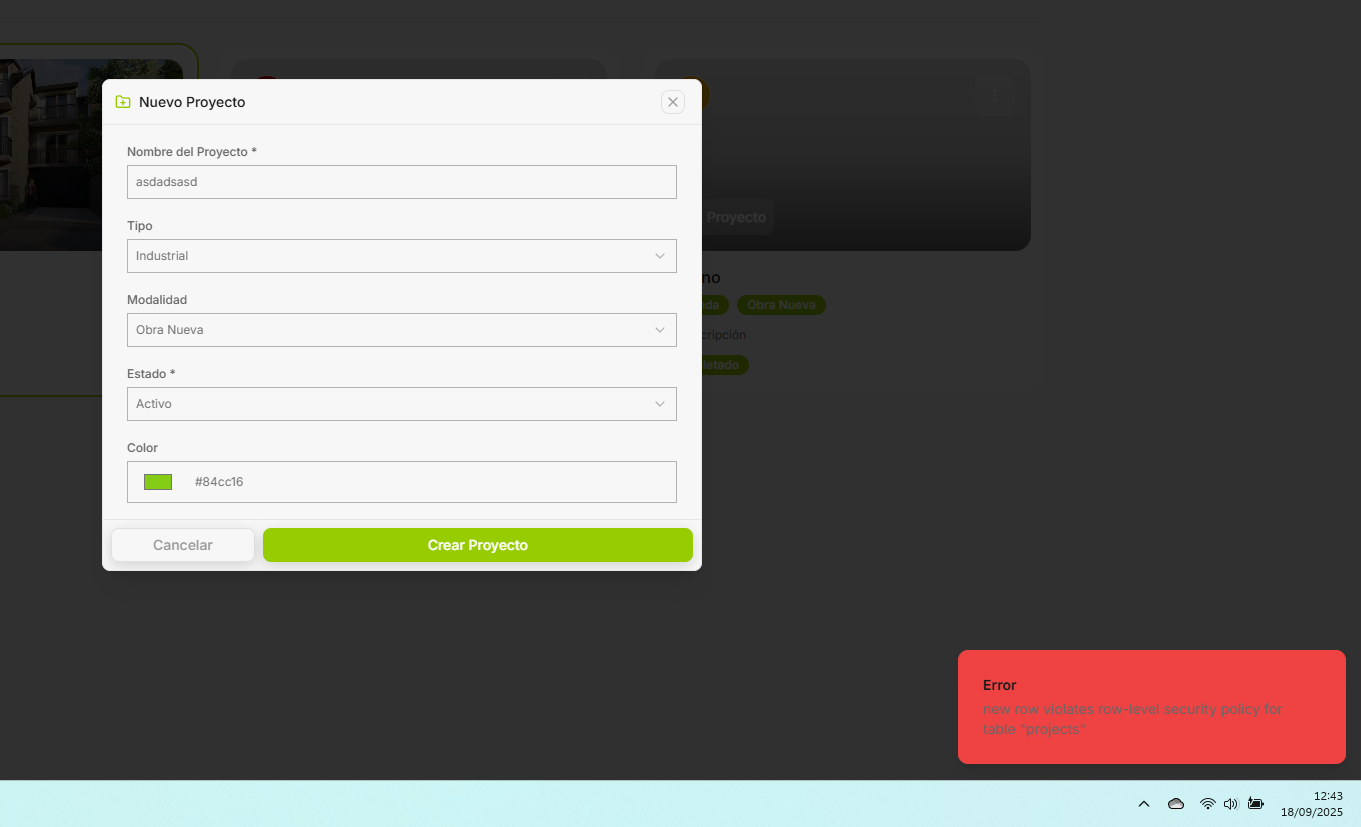 Nuevo Proyecto
Nombre del Proyecto *
asdadsasd
Tipo
Industrial
Modalidad
Obra Nueva
Estado *
Activo
Color
#84cc16
Cancelar
Crear Proyecto
Proyecto
no
da
Obra Nueva
cripción
letado
Error
new row violates row-level security policy for
table "projects"
12:43
18/09/2025